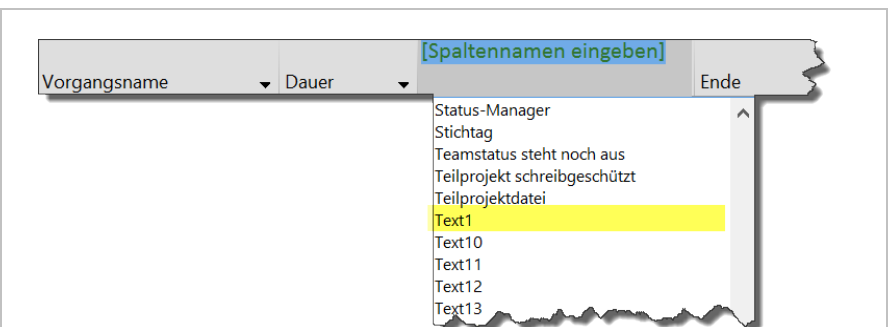 [Spaltennamen eingeben]
Vorgangsname Dauer Ende
Status-Manager
Stichtag
Teamstatus steht noch aus
Teilprojekt schreibgeschützt
Teilprojektdatei
Text1
Text10
Text11
Text12
Text13